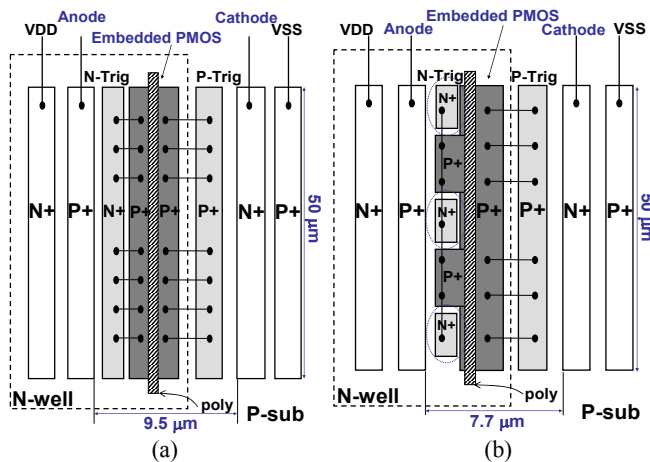 Cathode
VDD Anode Embedded PMOS VSS
N-Trig P-Trig
N+ P+ N+ P+ P+ P+ N+ P+
50 μm
N-well
poly
P-sub
9.5 μm
(a)
Embedded PMOS
VDD Anode Cathode VSS
N-Trig P-Trig
N+
P+
N+ P+ N+ P+ P+ N+ P+
P+
N+
50 μm
N-well
poly
P-sub
7.7 μm
(b)